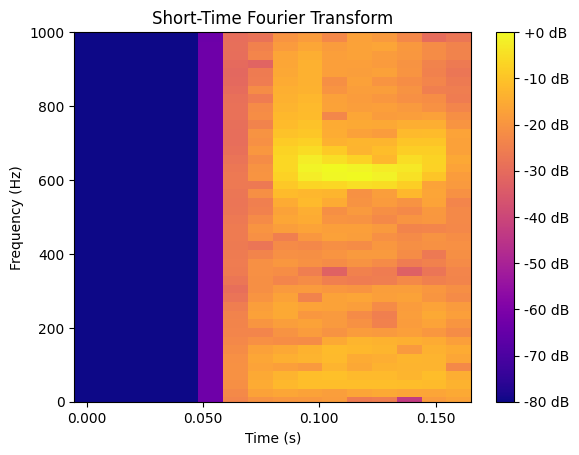 Short-Time Fourier Transform
1000
800
600
400
200
0
Frequency (Hz)
0.000
0.050
0.100
0.150
Time (s)
+0 dB
-10 dB
-20 dB
-30 dB
-40 dB
-50 dB
-60 dB
-70 dB
-80 dB